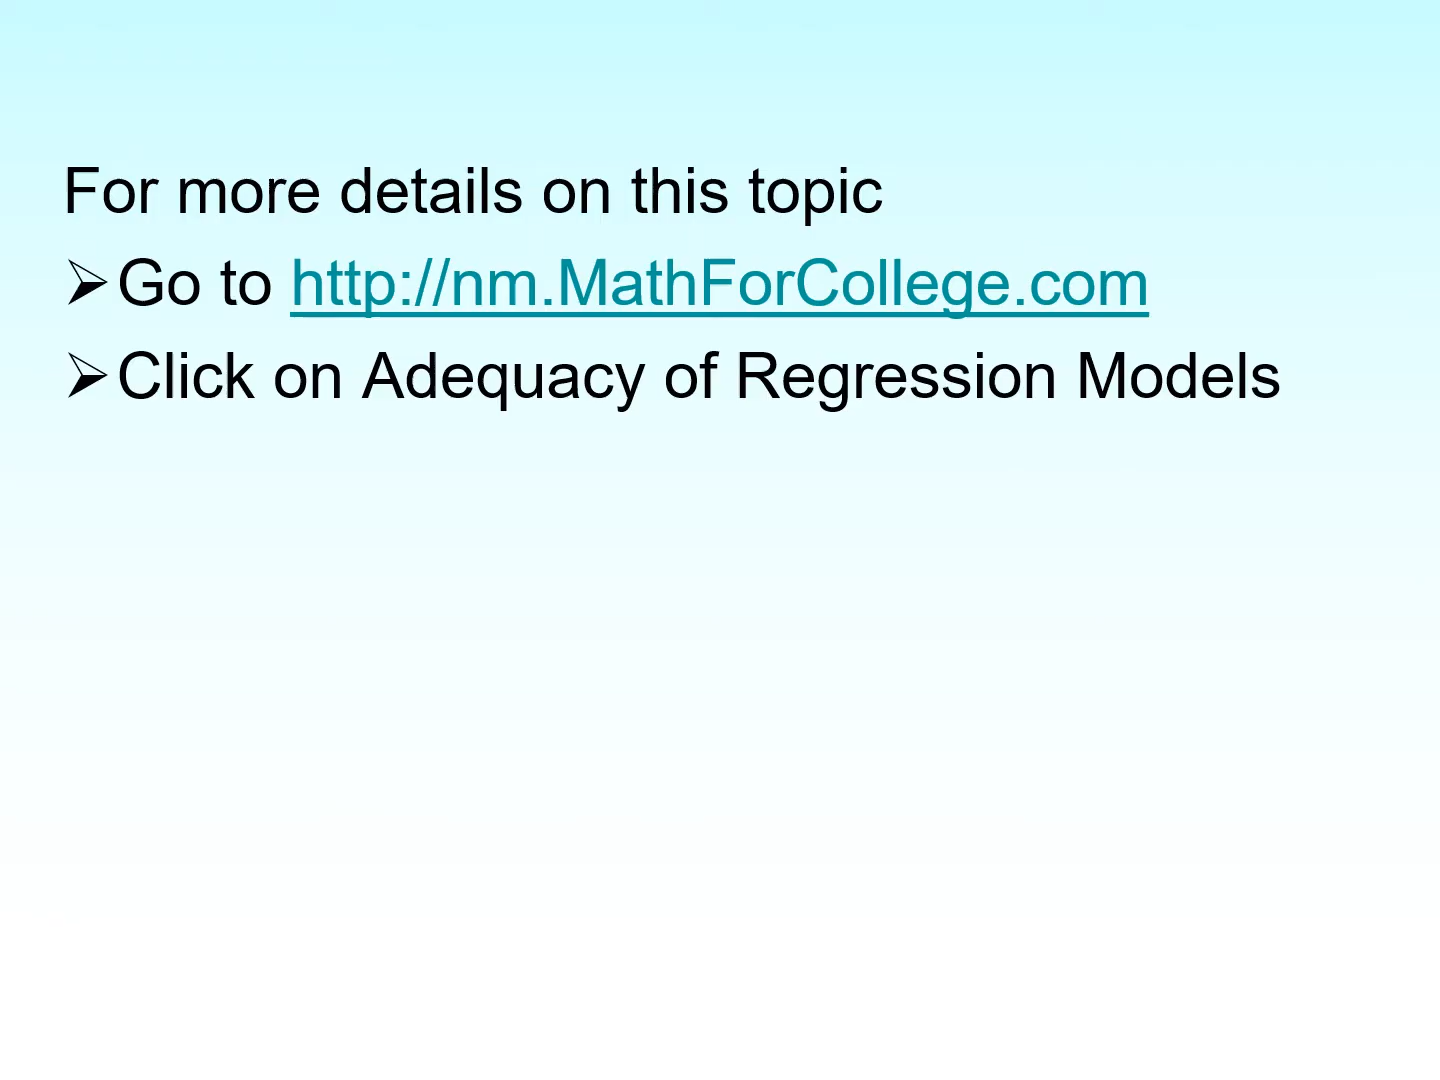 For more details on this topic
➢Go to http://nm.MathForCollege.com
➢Click on Adequacy of Regression Models